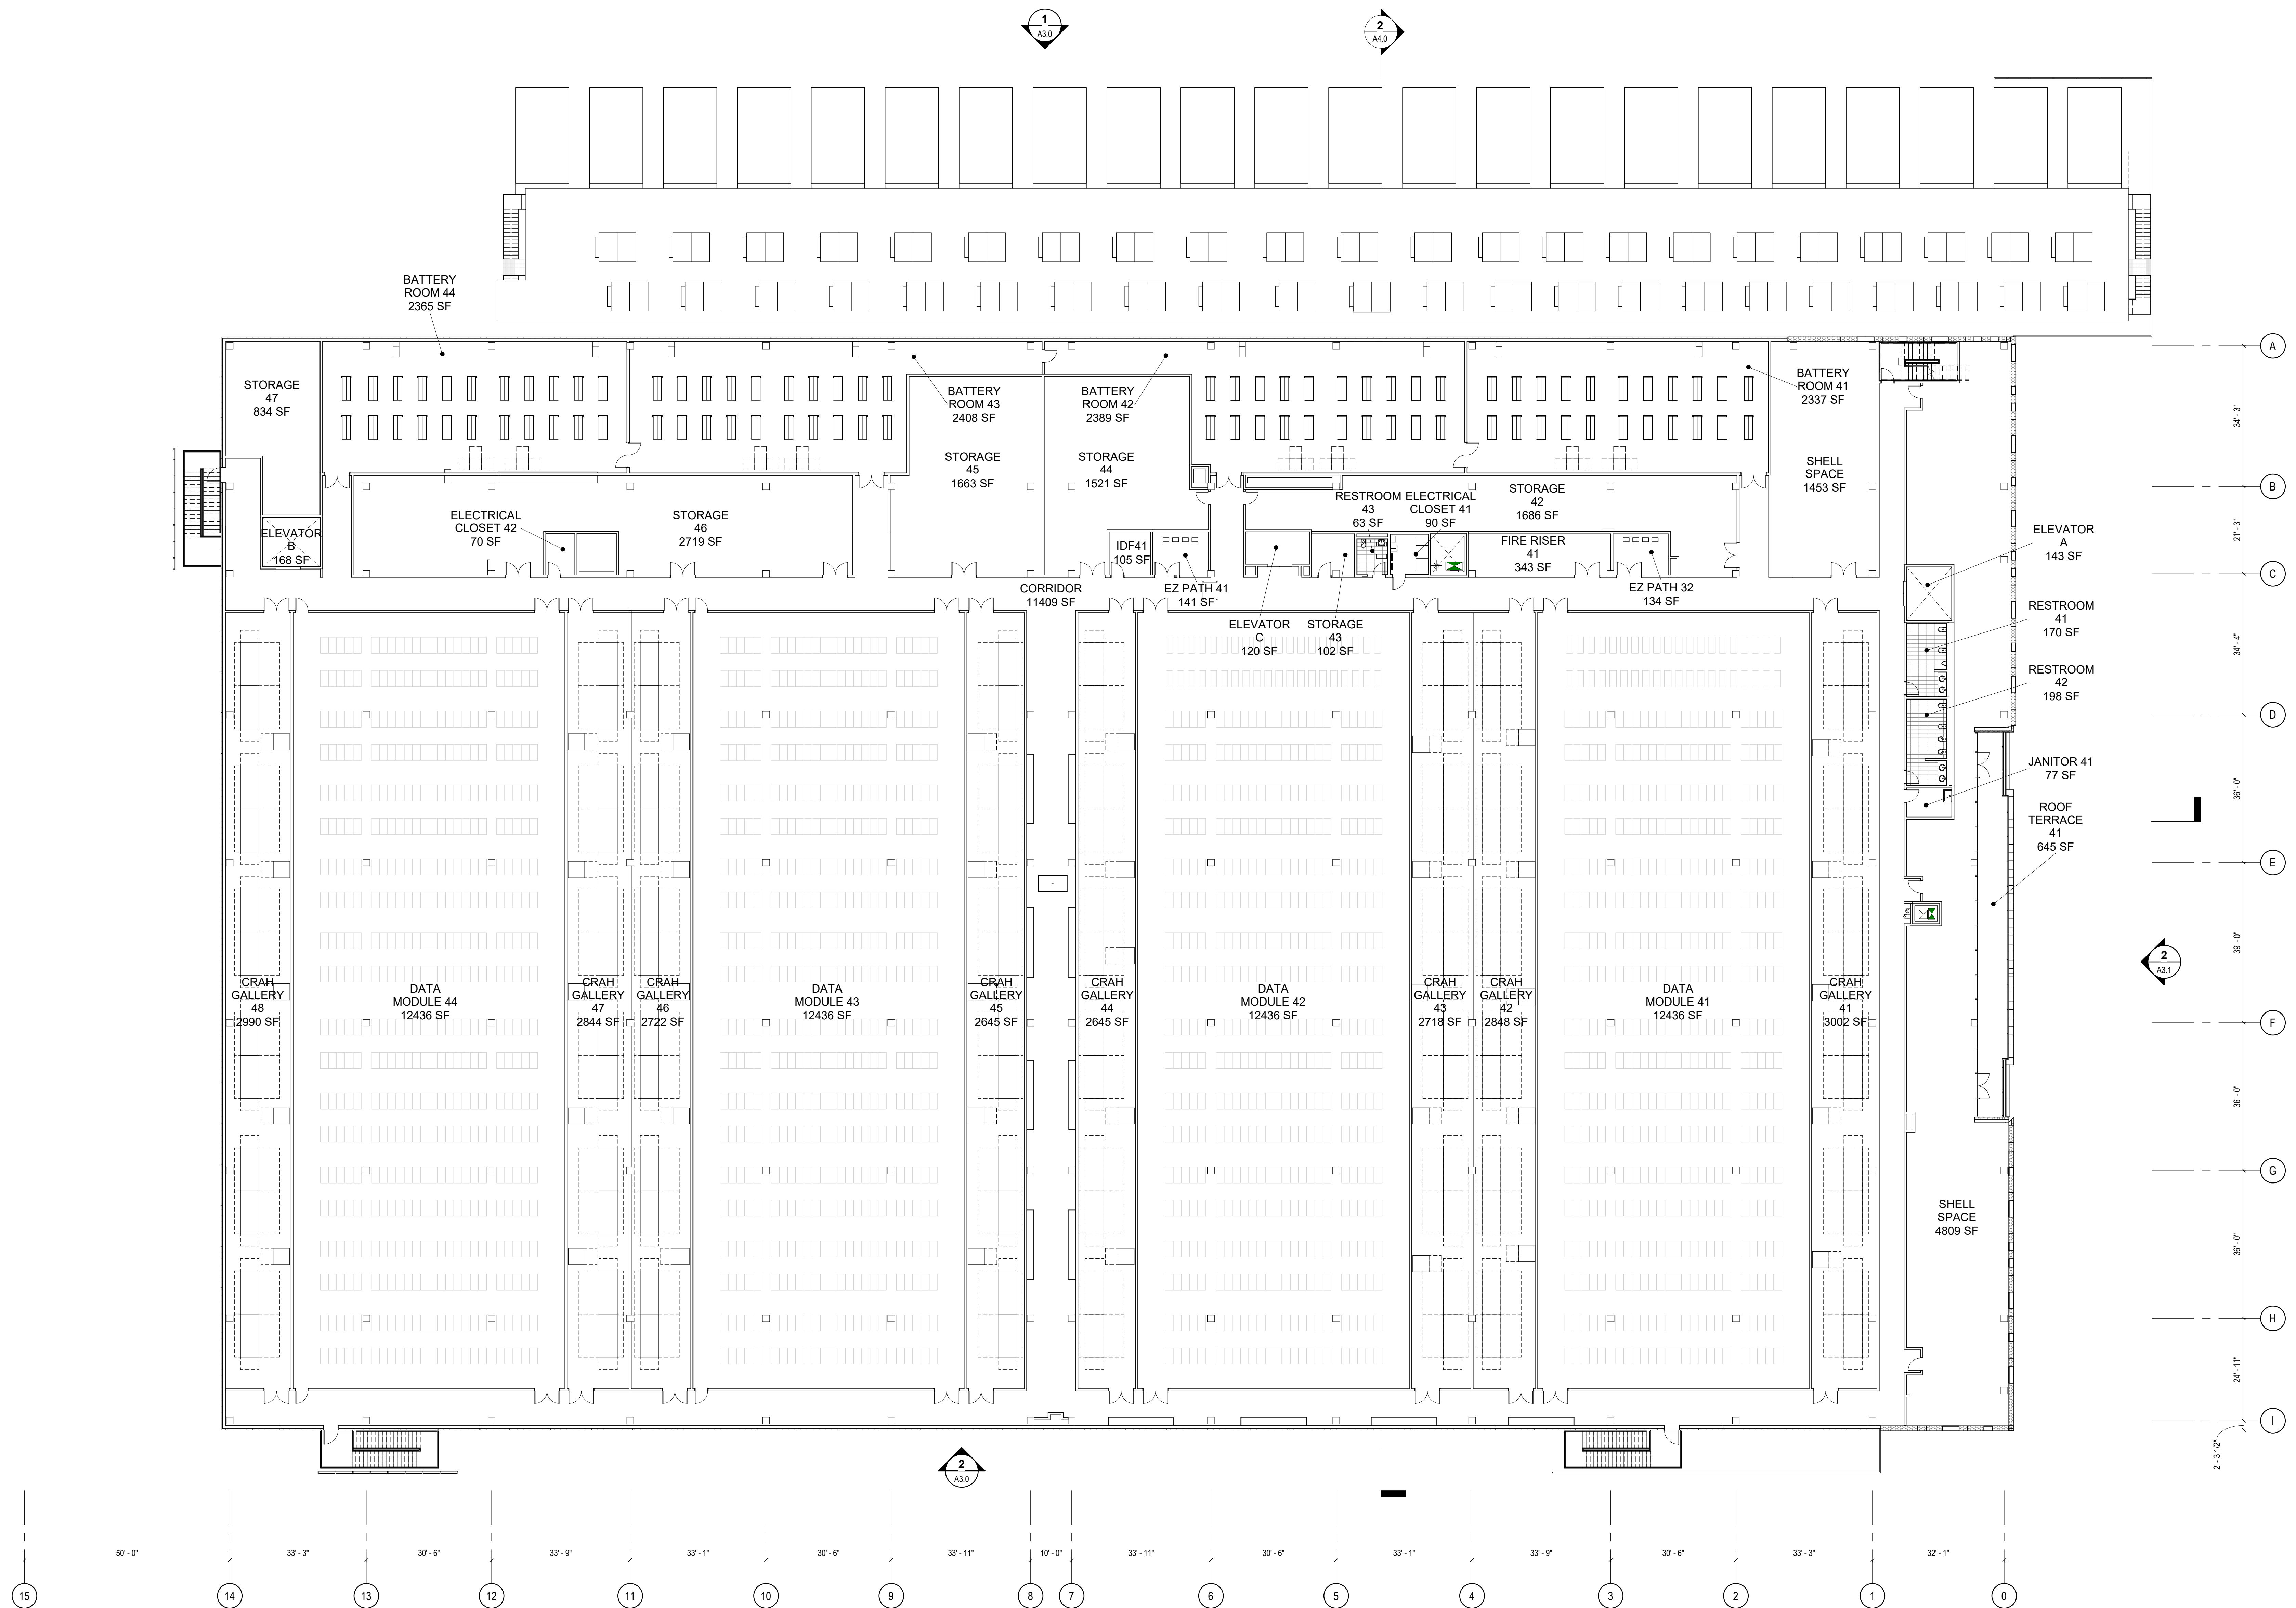 1
A3.0
2
A4.0
BATTERY
ROOM 44
2365 SF
STORAGE
47
834 SF
BATTERY
ROOM 43
2408 SF
BATTERY
ROOM 42
2389 SF
BATTERY
ROOM 41
2337 SF
STORAGE
45
1663 SF
STORAGE
44
1521 SF
SHELL
SPACE
1453 SF
ELECTRICAL
CLOSET 42
70 SF
STORAGE
46
2719 SF
RESTROOM
43
63 SF
ELECTRICAL
CLOSET 41
90 SF
STORAGE
42
1686 SF
ELEVATOR
B
168 SF
IDF41
105 SF
FIRE RISER
41
343 SF
ELEVATOR
A
143 SF
CORRIDOR
11409 SF
EZ PATH 41
141 SF
EZ PATH 32
134 SF
ELEVATOR
C
120 SF
STORAGE
43
102 SF
RESTROOM
41
170 SF
RESTROOM
42
198 SF
JANITOR 41
77 SF
ROOF
TERRACE
41
645 SF
-
CRAH
GALLERY
48
2990 SF
DATA
MODULE 44
12436 SF
CRAH
GALLERY
47
2844 SF
CRAH
GALLERY
46
2722 SF
DATA
MODULE 43
12436 SF
CRAH
GALLERY
45
2645 SF
CRAH
GALLERY
44
2645 SF
DATA
MODULE 42
12436 SF
CRAH
GALLERY
43
2718 SF
CRAH
GALLERY
42
2848 SF
DATA
MODULE 41
12436 SF
CRAH
GALLERY
41
3002 SF
SHELL
SPACE
4809 SF
2
A3.1
2
A3.0
A
34' - 3"
B
21' - 3"
C
34' - 4"
D
36' - 0"
E
39' - 0"
F
36' - 0"
G
36' - 0"
H
24' - 11"
I
2' - 3 1/2"
50' - 0"
33' - 3"
30' - 6"
33' - 9"
33' - 1"
30' - 6"
33' - 11"
10' - 0"
33' - 11"
30' - 6"
33' - 1"
33' - 9"
30' - 6"
33' - 3"
32' - 1"
15
14
13
12
11
10
9
8
7
6
5
4
3
2
1
0